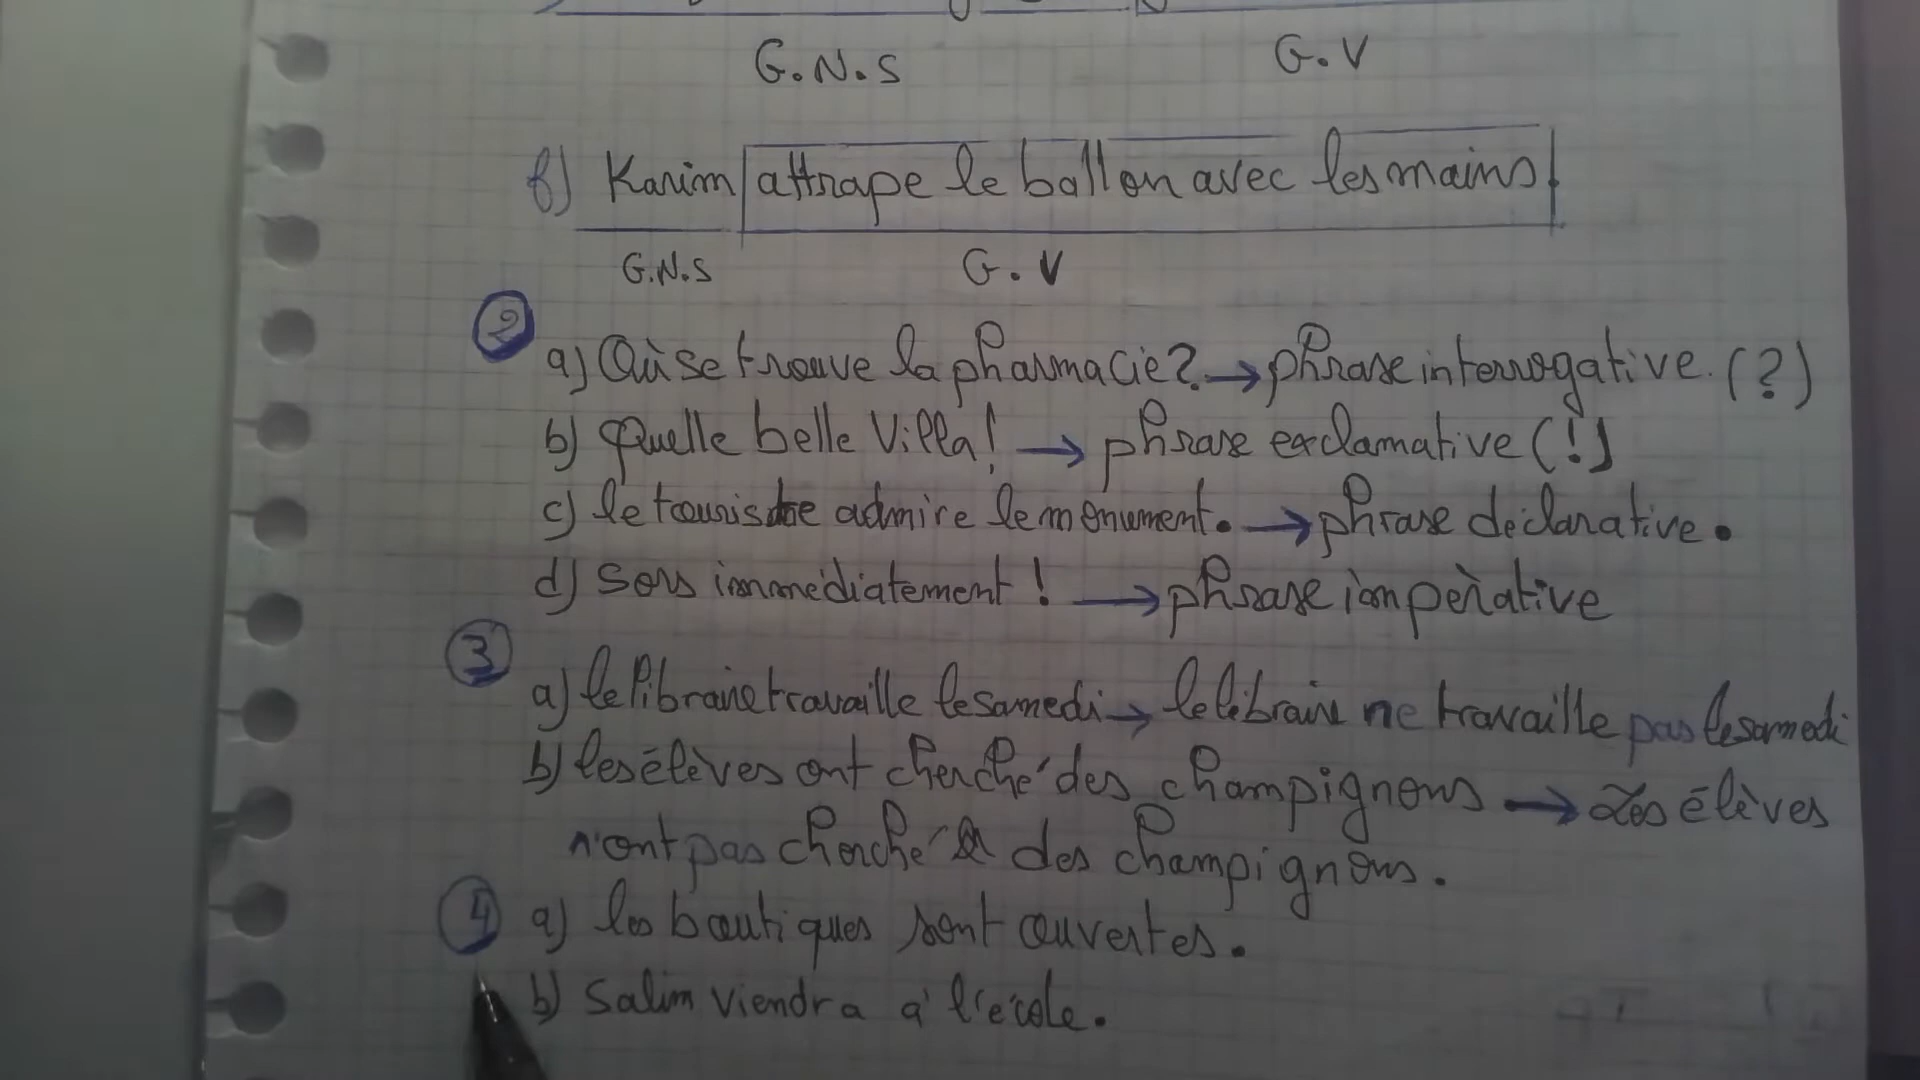 G.N.S G.V
f) Karim attrape le ballon avec les mains.
G.N.S G.V
2
a) Où se trouve la pharmacie? → phrase interrogative. (?)
b) Quelle belle Villa! → phrase exclamative (!)
c) le touriste admire le monument. → phrase déclarative.
d) Sors immédiatement! → phrase impérative
3
a) le libraire travaille le samedi → le libraire ne travaille pas le samedi
b) les élèves ont cherché des champignons → Les élèves
n'ont pas cherché des champignons.
4 a) les boutiques sont ouvertes.
b) Salim viendra à l'école.